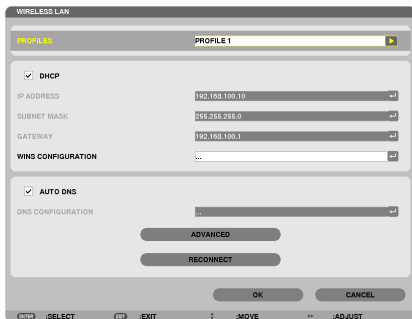 WIRELESS LAN
PROFILES PROFILE 1
DHCP
IP ADDRESS 192.168.100.10
SUBNET MASK 255.255.255.0
GATEWAY 192.168.100.1
WINS CONFIGURATION ...
AUTO DNS
DNS CONFIGURATION ...
ADVANCED
RECONNECT
OK CANCEL
ENTER :SELECT EXIT :EXIT :MOVE :ADJUST